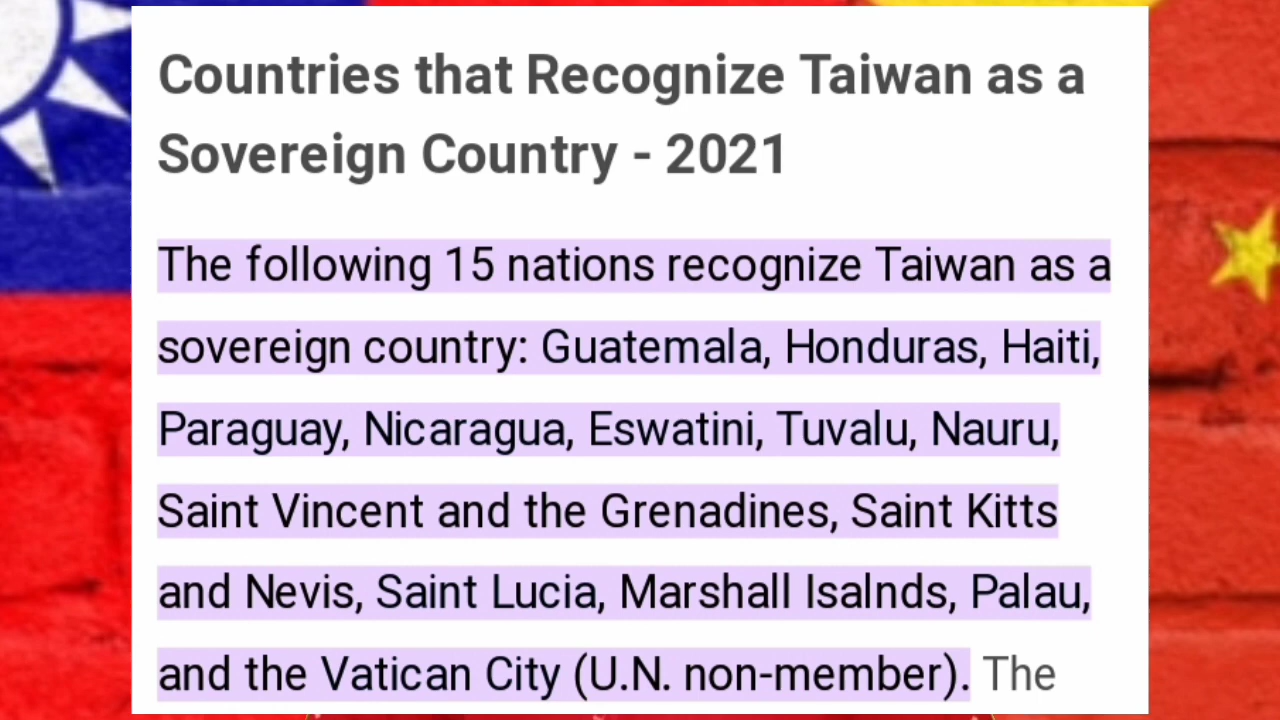 Countries that Recognize Taiwan as a
Sovereign Country - 2021
The following 15 nations recognize Taiwan as a
sovereign country: Guatemala, Honduras, Haiti,
Paraguay, Nicaragua, Eswatini, Tuvalu, Nauru,
Saint Vincent and the Grenadines, Saint Kitts
and Nevis, Saint Lucia, Marshall Isalnds, Palau,
and the Vatican City (U.N. non-member). The